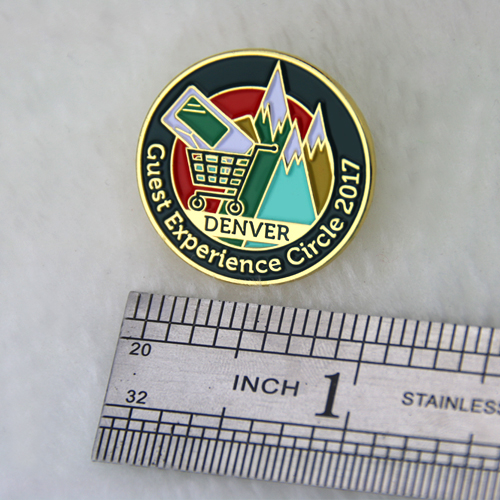 DENVER
Guest Experience Circle 2017
20
INCH 1
STAINLESS
32